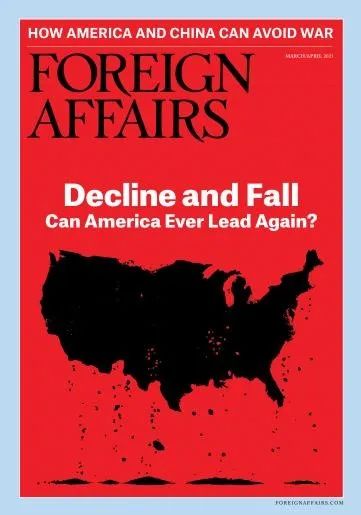 HOW AMERICA AND CHINA CAN AVOID WAR
MARCH/APRIL 2021
FOREIGN
AFFAIRS
Decline and Fall
Can America Ever Lead Again?
FOREIGNAFFAIRS.COM